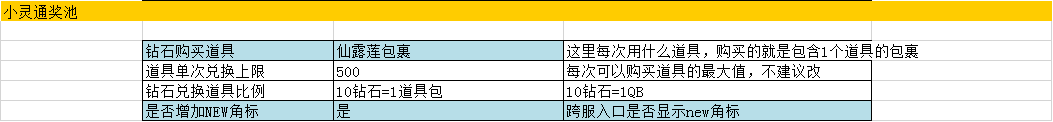 小灵通奖池
钻石购买道具 仙露莲包裹 这里每次用什么道具，购买的就是包含1个道具的包裹
道具单次兑换上限 500 每次可以购买道具的最大值，不建议改
钻石兑换道具比例 10钻石=1道具包 10钻石=1QB
是否增加NEW角标 是 跨服入口是否显示new角标